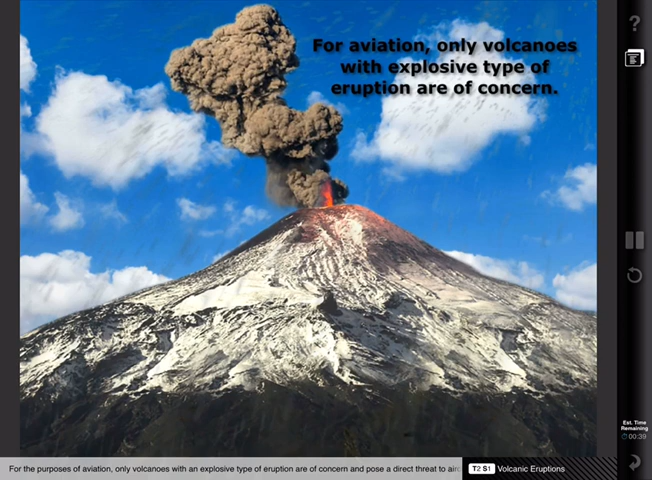 For aviation, only volcanoes
with explosive type of
eruption are of concern.
?
Est. Time
Remaining
00:39
For the purposes of aviation, only volcanoes with an explosive type of eruption are of concern and pose a direct threat to airc
T2 S1 Volcanic Eruptions